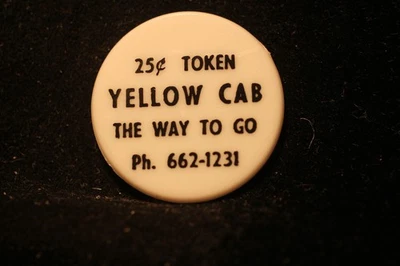 25¢ TOKEN
YELLOW CAB
THE WAY TO GO
Ph. 662-1231